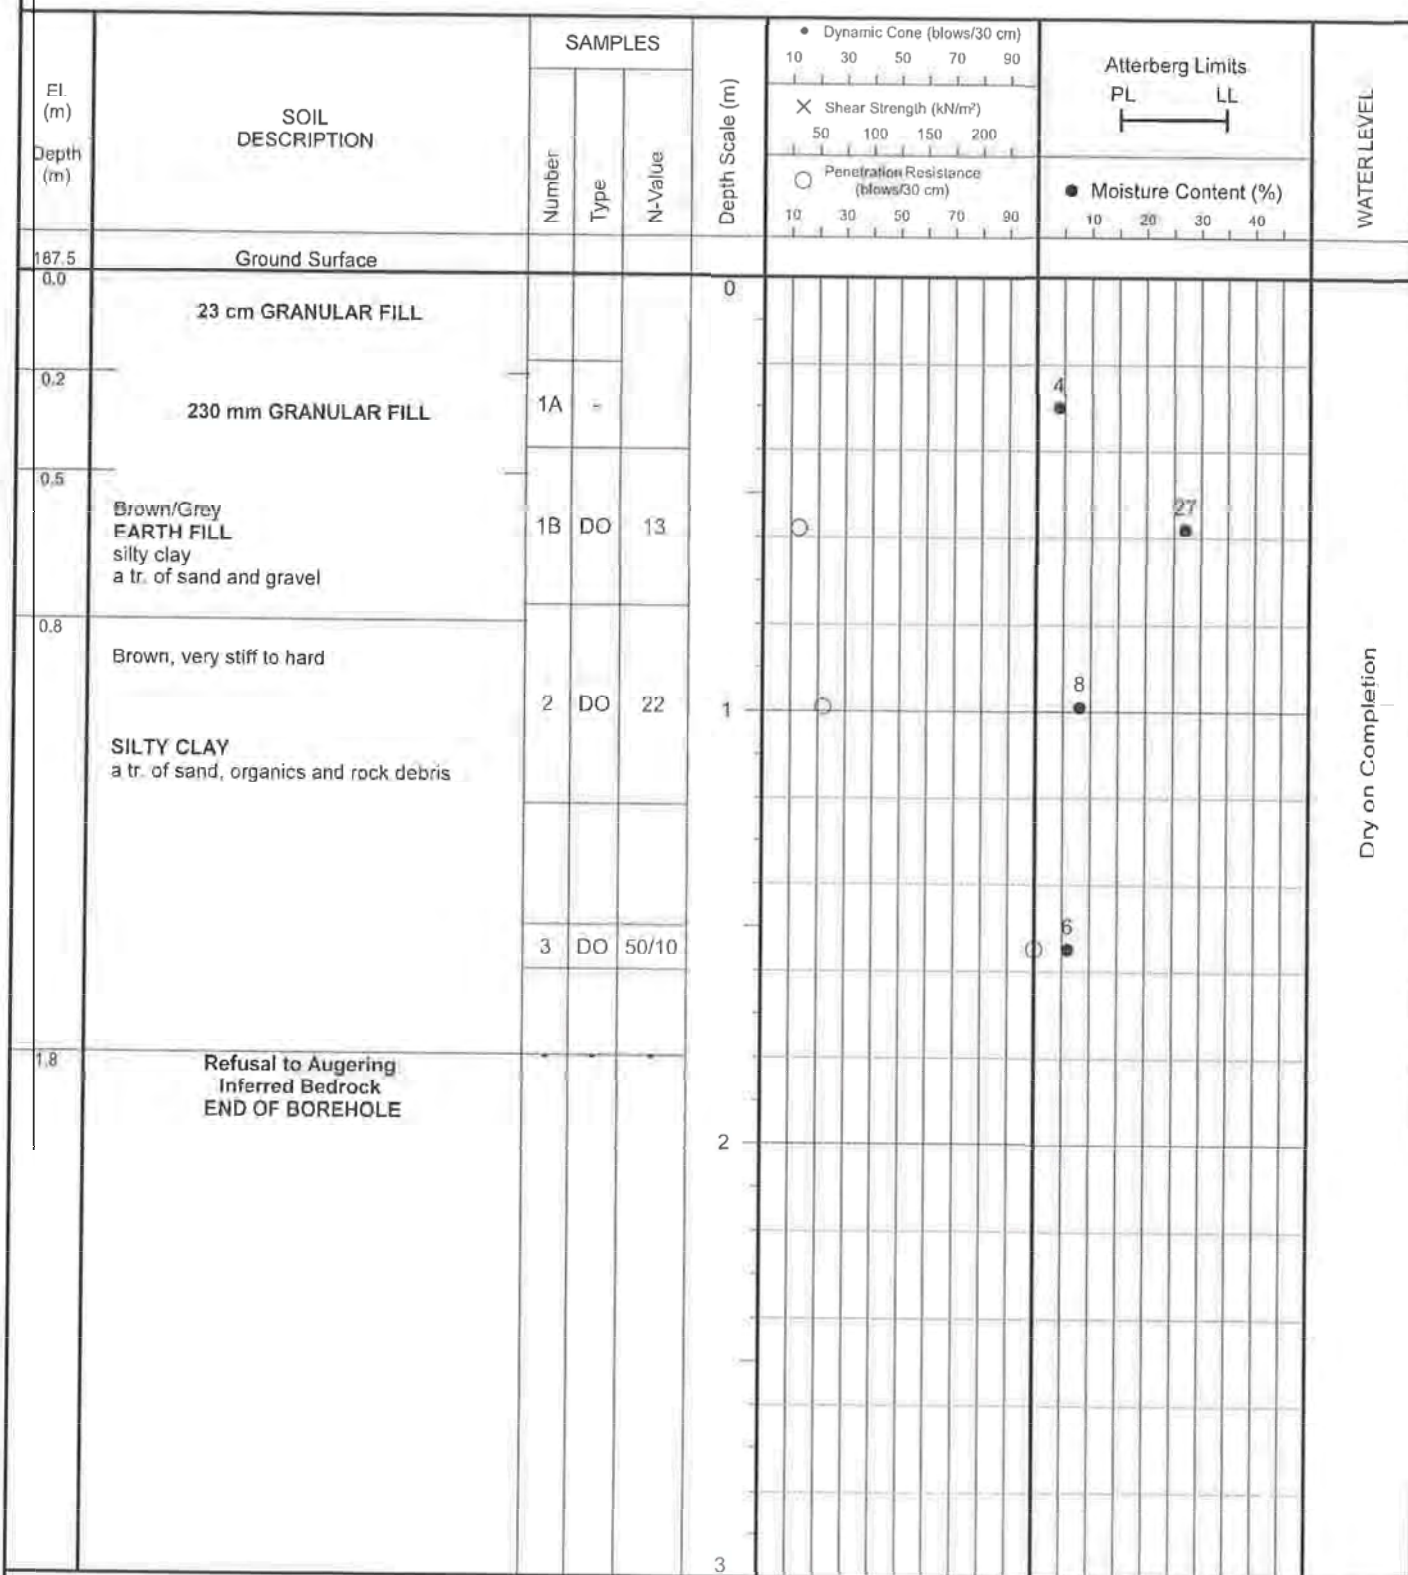 El.
(m)
Depth
(m)
SOIL
DESCRIPTION
SAMPLES
Number
Type
N-Value
Depth Scale (m)
• Dynamic Cone (blows/30 cm)
10 30 50 70 90
× Shear Strength (kN/m²)
50 100 150 200
○ Penetration Resistance
(blows/30 cm)
10 30 50 70 90
Atterberg Limits
PL LL
● Moisture Content (%)
10 20 30 40
WATER LEVEL
187.5
0.0
Ground Surface
0
23 cm GRANULAR FILL
0.2
230 mm GRANULAR FILL
1A -
4
0.5
Brown/Grey
EARTH FILL
silty clay
a tr. of sand and gravel
1B DO 13
27
0.8
Brown, very stiff to hard
2 DO 22
1
8
SILTY CLAY
a tr. of sand, organics and rock debris
3 DO 50/10
6
Dry on Completion
1.8
Refusal to Augering
Inferred Bedrock
END OF BOREHOLE
2
3